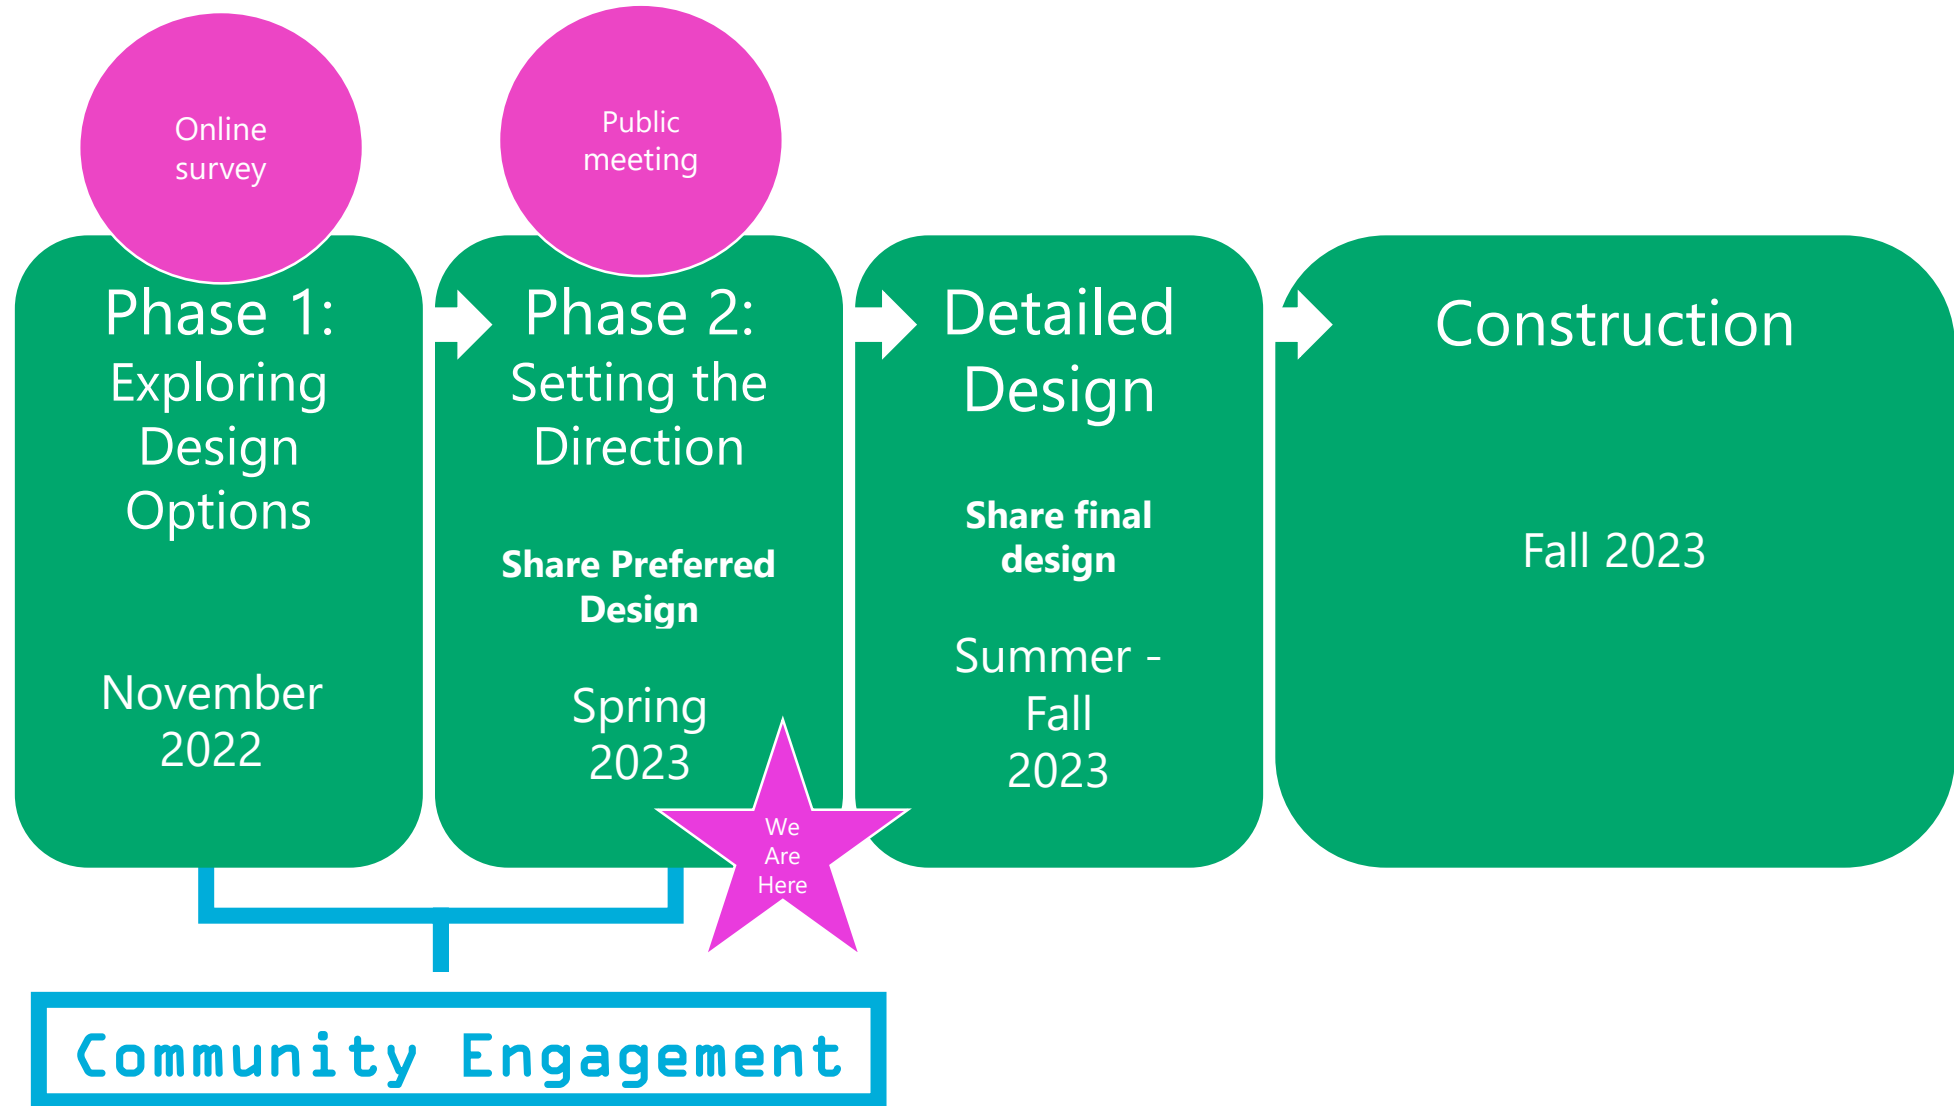 Online
survey
Public
meeting
Phase 1:
Exploring
Design
Options
November
2022
Phase 2:
Setting the
Direction
Share Preferred
Design
Spring
2023
Detailed
Design
Share final
design
Summer -
Fall
2023
Construction
Fall 2023
We
Are
Here
Community Engagement